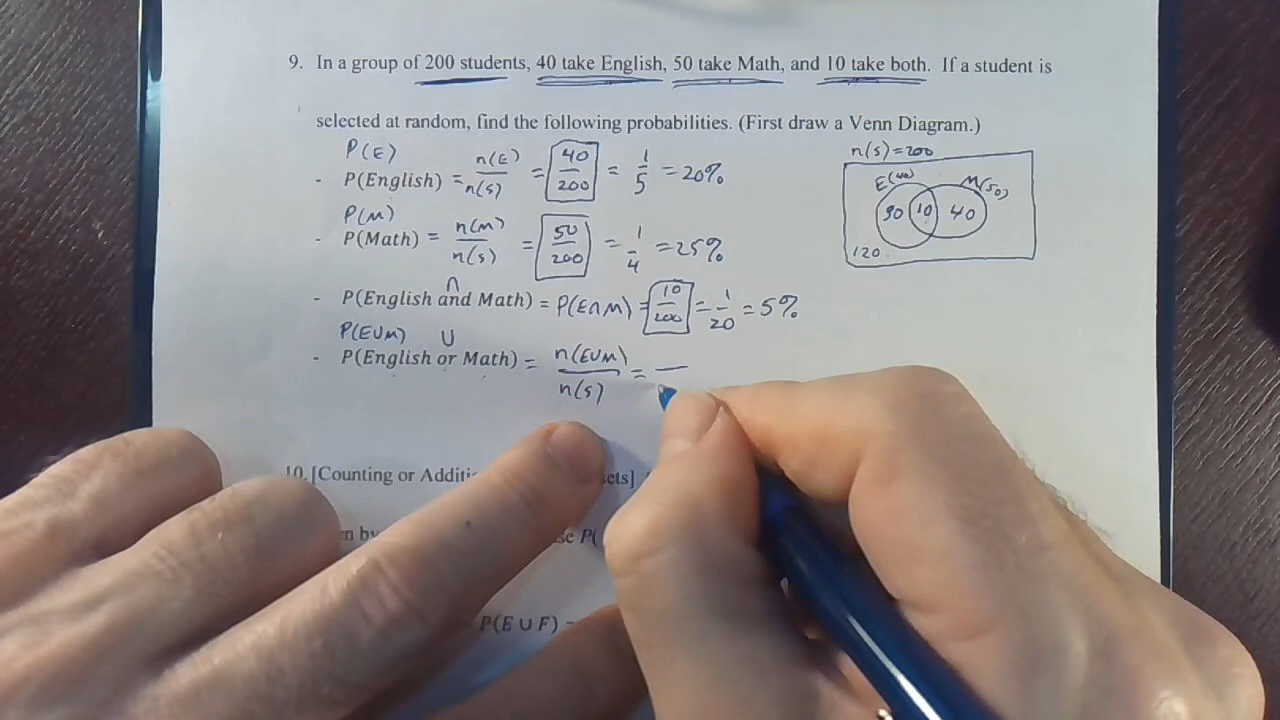 9. In a group of 200 students, 40 take English, 50 take Math, and 10 take both. If a student is
selected at random, find the following probabilities. (First draw a Venn Diagram.)
n(s)=200
P(E)
- P(English) = n(E)/n(s) = 40/200 = 1/5 = 20%
E(40) M(50)
30 10 40
120
P(M)
- P(Math) = n(M)/n(s) = 50/200 = 1/4 = 25%
∩
- P(English and Math) = P(E∩M) = 10/200 = 1/20 = 5%
P(E∪M) ∪
- P(English or Math) = n(E∪M)/n(s) = —
10. [Counting or Additi sets]
n by se P(
P(E ∪ F) –